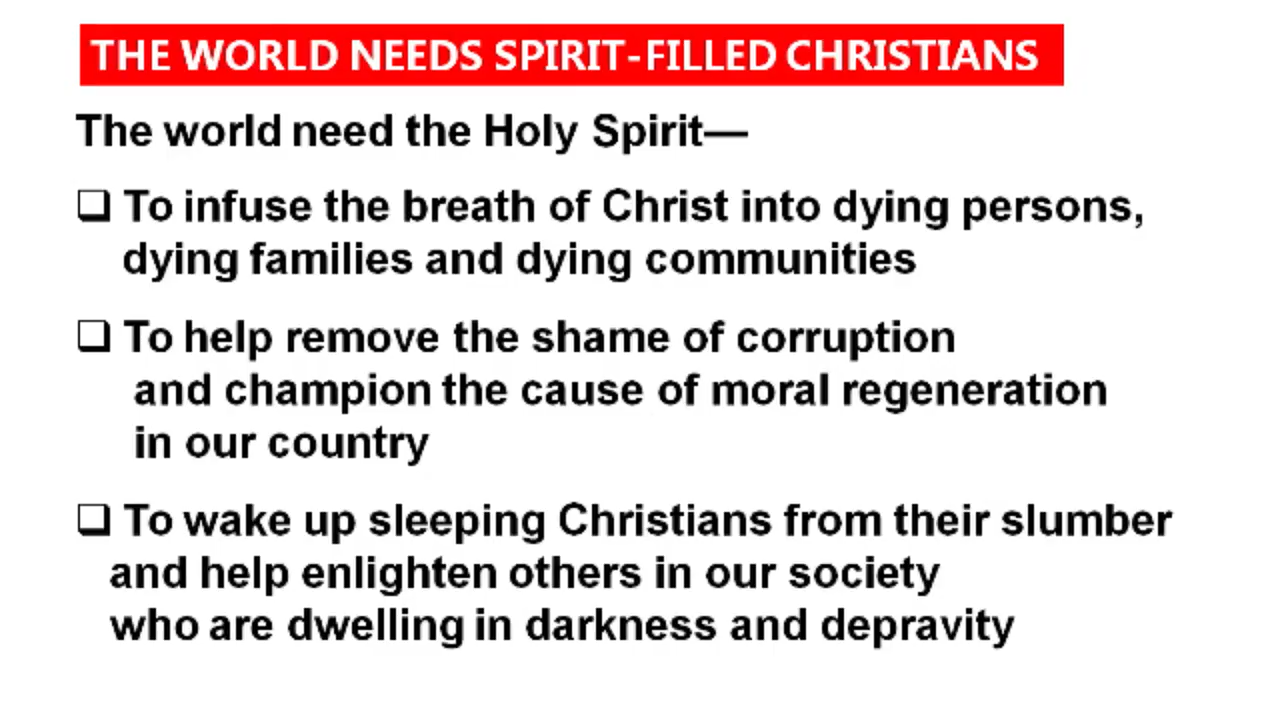 THE WORLD NEEDS SPIRIT-FILLED CHRISTIANS
The world need the Holy Spirit—
❑ To infuse the breath of Christ into dying persons,
dying families and dying communities
❑ To help remove the shame of corruption
and champion the cause of moral regeneration
in our country
❑ To wake up sleeping Christians from their slumber
and help enlighten others in our society
who are dwelling in darkness and depravity